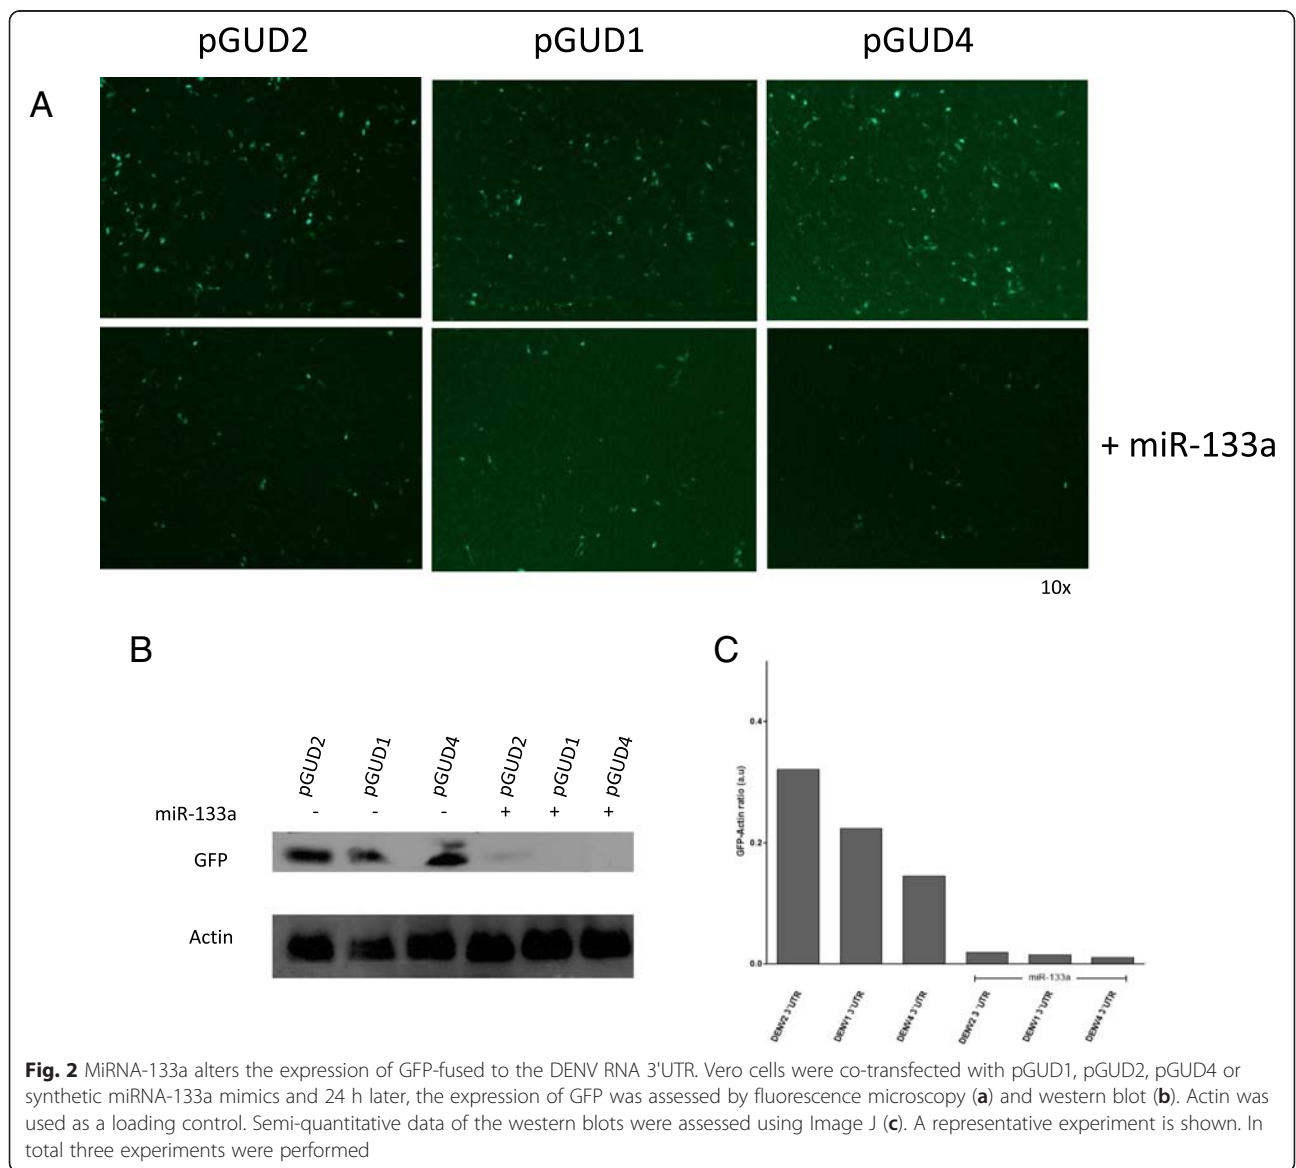 pGUD2 pGUD1 pGUD4
A
+ miR-133a
10x
B
pGUD2 pGUD1 pGUD4 pGUD2 pGUD1 pGUD4
miR-133a - - - + + +
GFP
Actin
C
GFP-Actin ratio (a.u)
0.4
0.2
0.0
miR-133a
DENV2 3'UTR DENV1 3'UTR DENV4 3'UTR DENV2 3'UTR DENV1 3'UTR DENV4 3'UTR
Fig. 2 MiRNA-133a alters the expression of GFP-fused to the DENV RNA 3'UTR. Vero cells were co-transfected with pGUD1, pGUD2, pGUD4 or
synthetic miRNA-133a mimics and 24 h later, the expression of GFP was assessed by fluorescence microscopy (a) and western blot (b). Actin was
used as a loading control. Semi-quantitative data of the western blots were assessed using Image J (c). A representative experiment is shown. In
total three experiments were performed